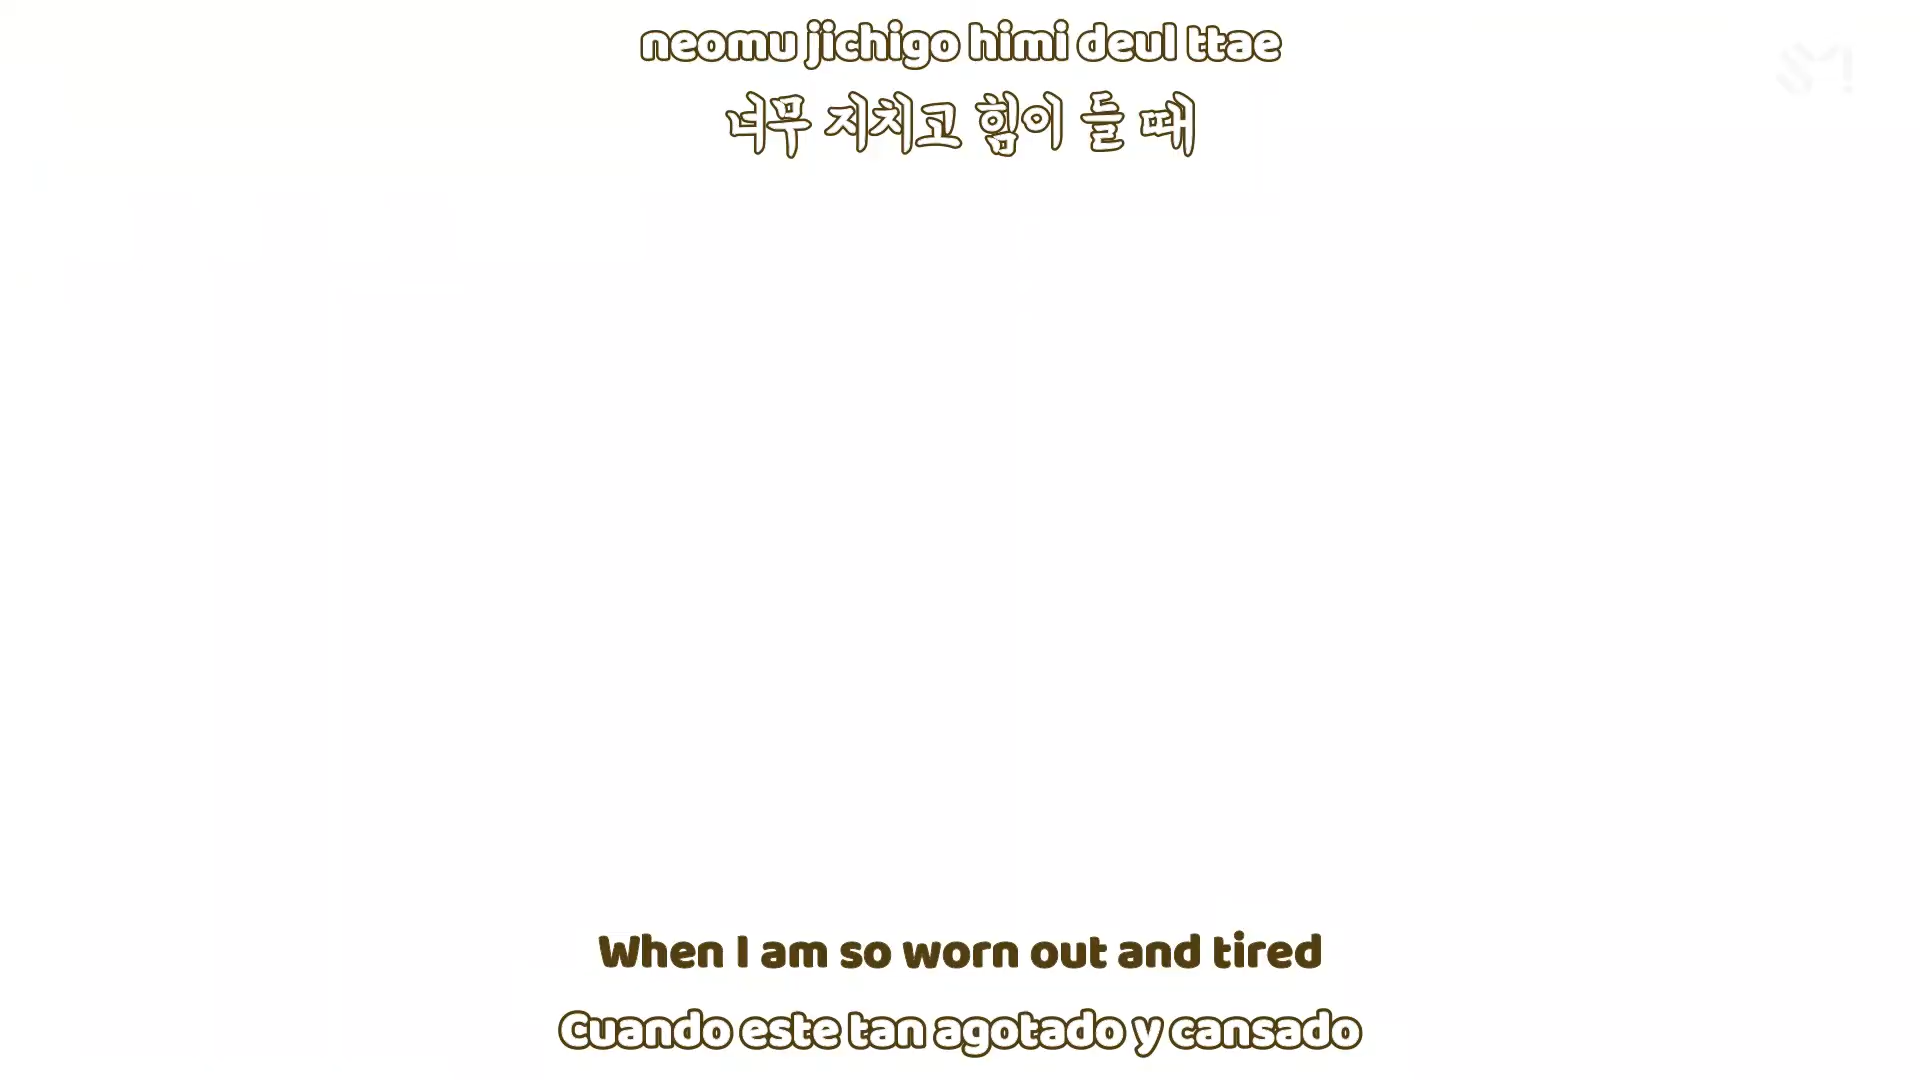 neomu jichigo himi deul ttae
너무 지치고 힘이 들 때
When I am so worn out and tired
Cuando este tan agotado y cansado